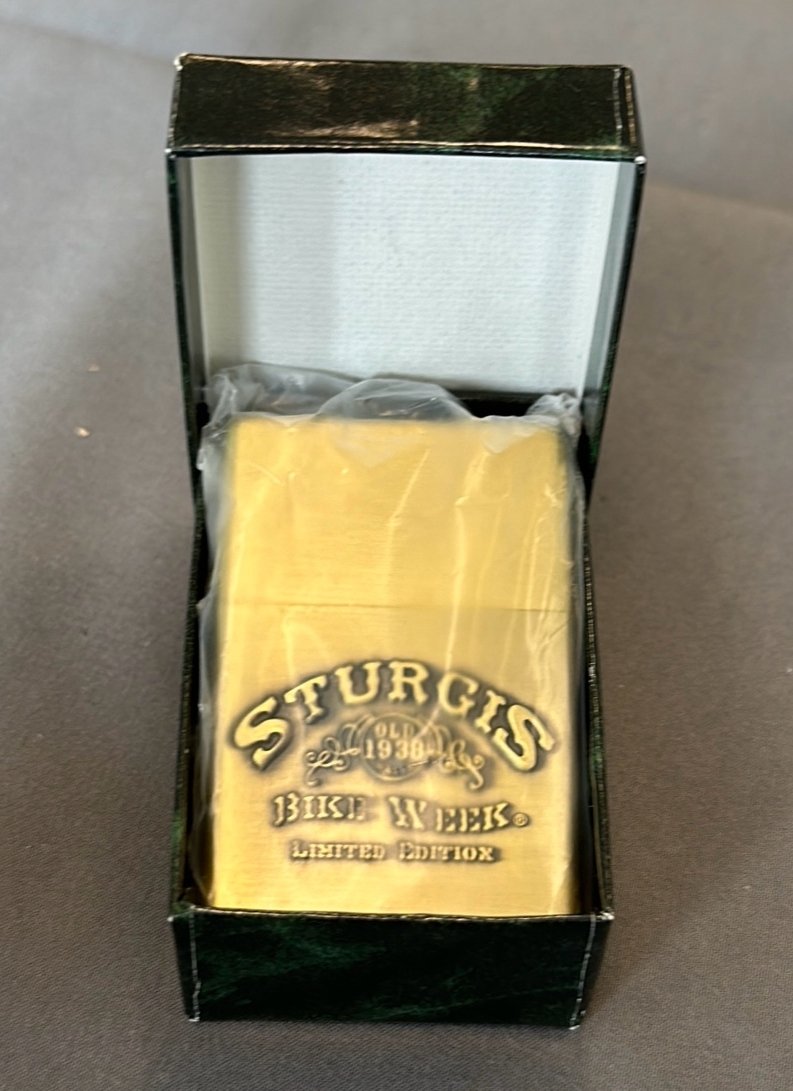 STURGIS
OLD
1938
BIKE WEEK®
LIMITED EDITION